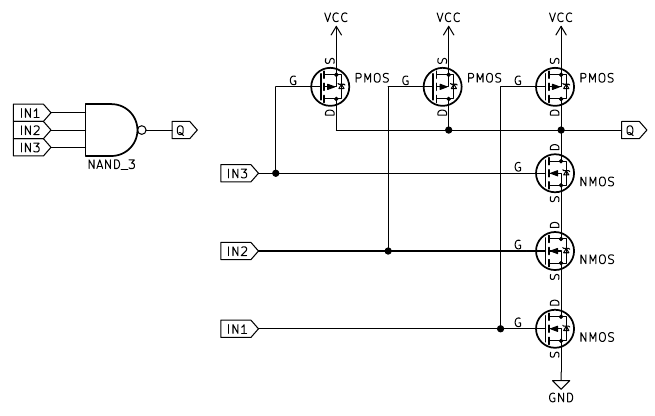 VCC VCC VCC
S S S
G PMOS G PMOS G PMOS
D D D
IN1
IN2
IN3
NAND_3
Q
Q
D
IN3 G NMOS
S
D
IN2 G NMOS
S
D
IN1 G NMOS
S
GND